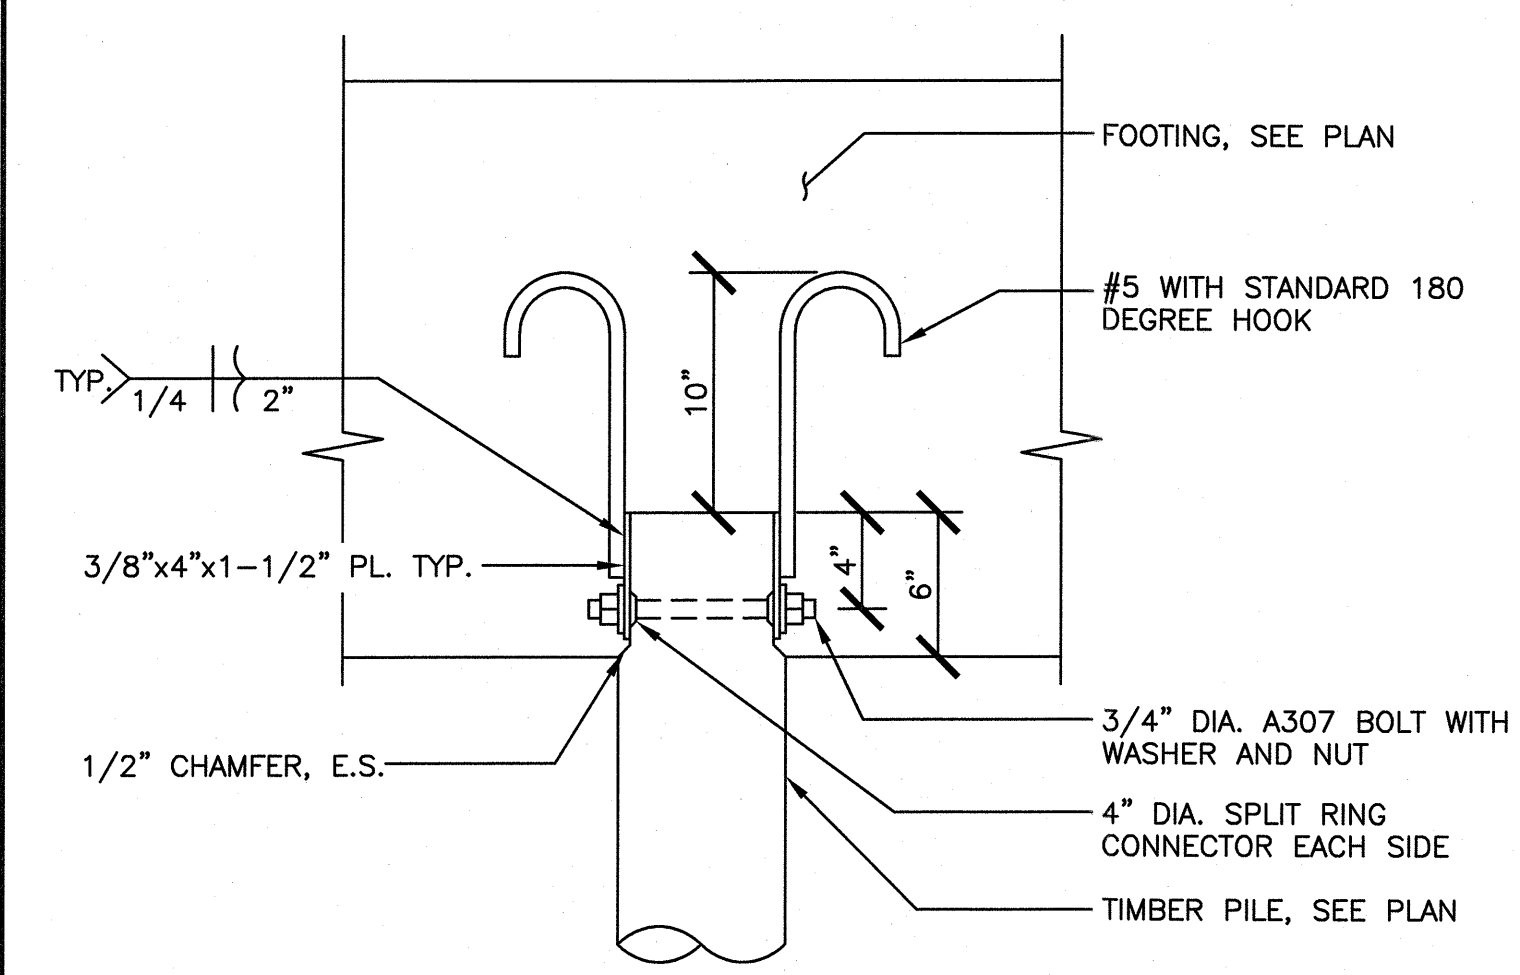 FOOTING, SEE PLAN
#5 WITH STANDARD 180
DEGREE HOOK
TYP.
1/4
2”
10”
3/8”x4”x1-1/2” PL. TYP.
4”
6”
3/4” DIA. A307 BOLT WITH
WASHER AND NUT
1/2” CHAMFER, E.S.
4” DIA. SPLIT RING
CONNECTOR EACH SIDE
TIMBER PILE, SEE PLAN